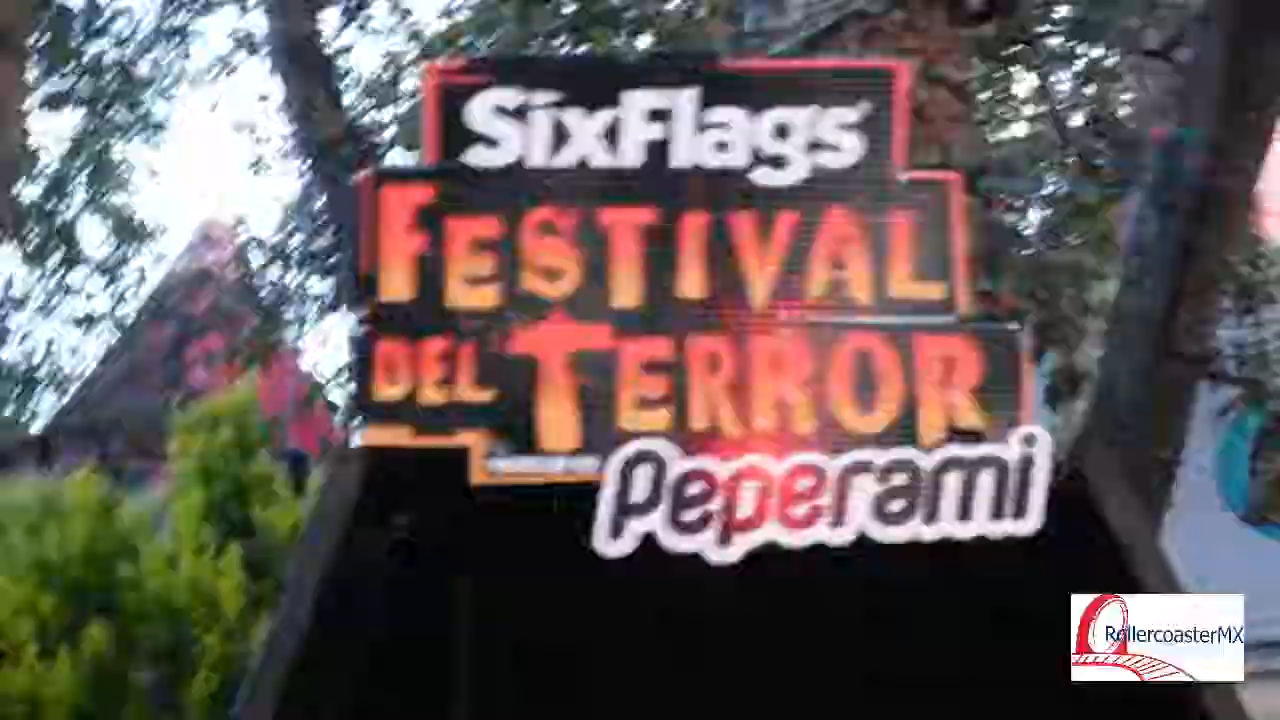 SixFlags
FESTIVAL
DEL TERROR
Peperami
RollercoasterMX